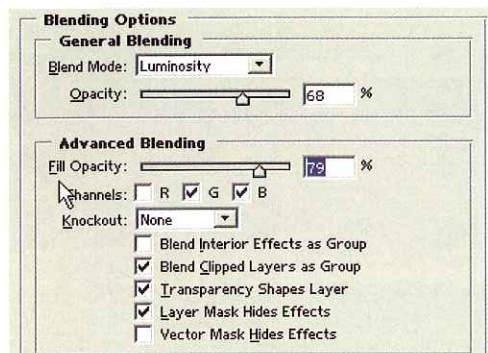 Blending Options
General Blending
Blend Mode: Luminosity
Opacity: 68 %
Advanced Blending
Fill Opacity: 79 %
Channels: R G B
Knockout: None
Blend Interior Effects as Group
Blend Clipped Layers as Group
Transparency Shapes Layer
Layer Mask Hides Effects
Vector Mask Hides Effects